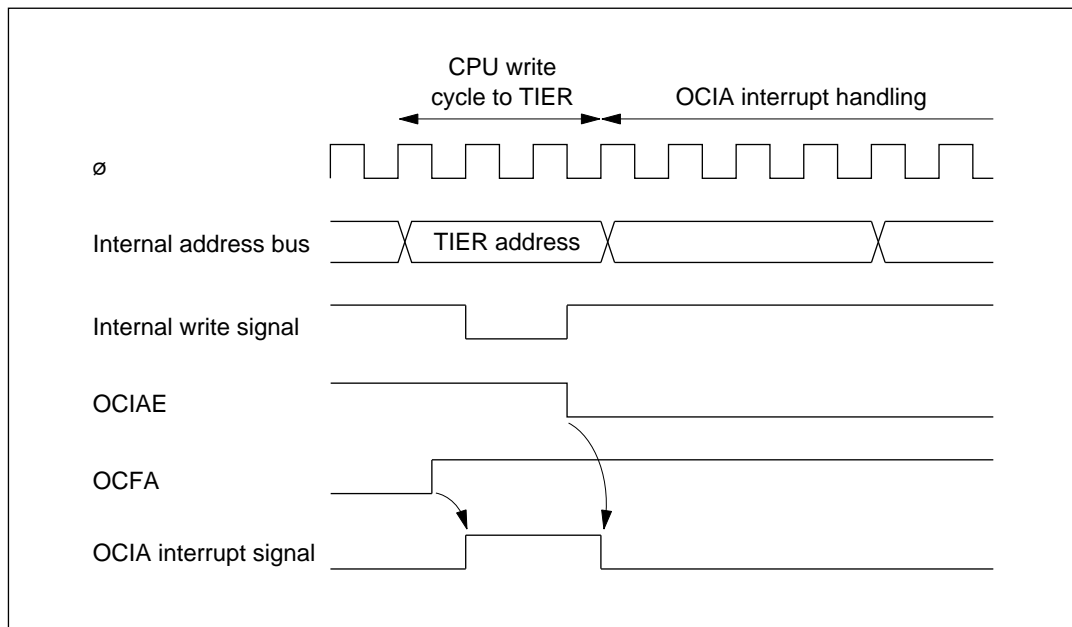 CPU write
cycle to TIER
OCIA interrupt handling
ø
Internal address bus
TIER address
Internal write signal
OCIAE
OCFA
OCIA interrupt signal